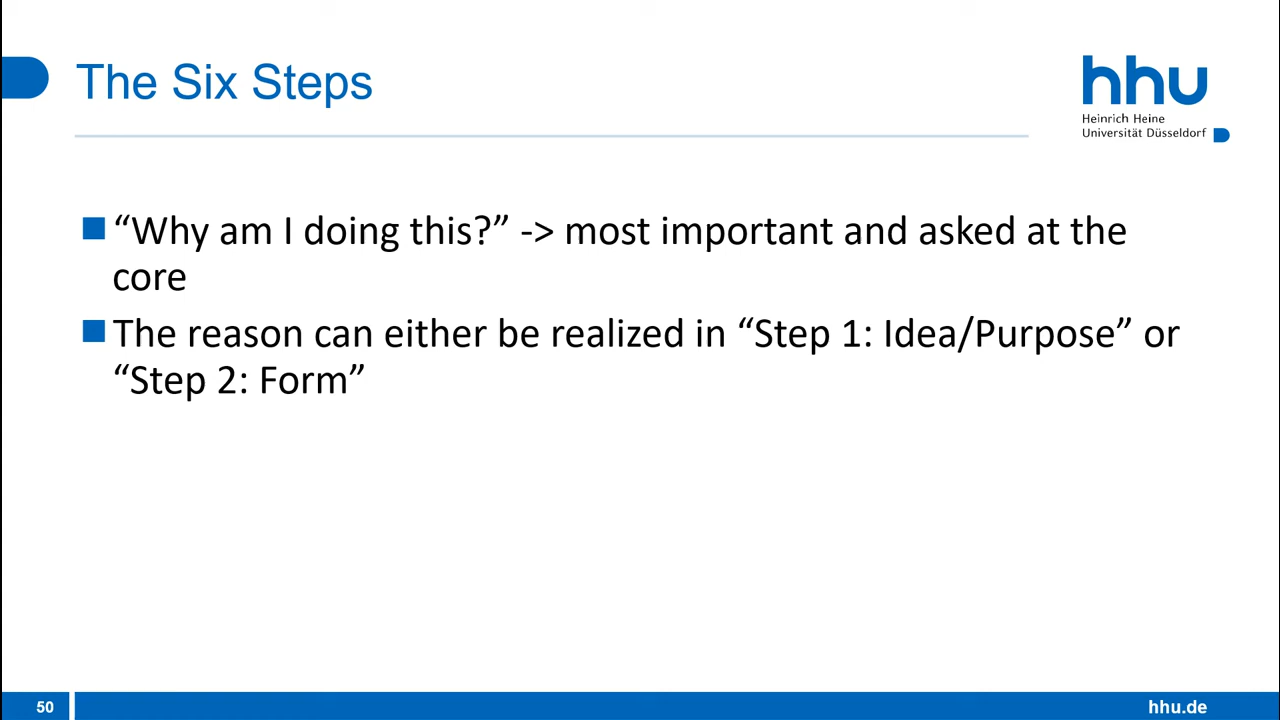 The Six Steps
hhu
Heinrich Heine
Universität Düsseldorf
“Why am I doing this?” -> most important and asked at the
core
The reason can either be realized in “Step 1: Idea/Purpose” or
“Step 2: Form”
50
hhu.de